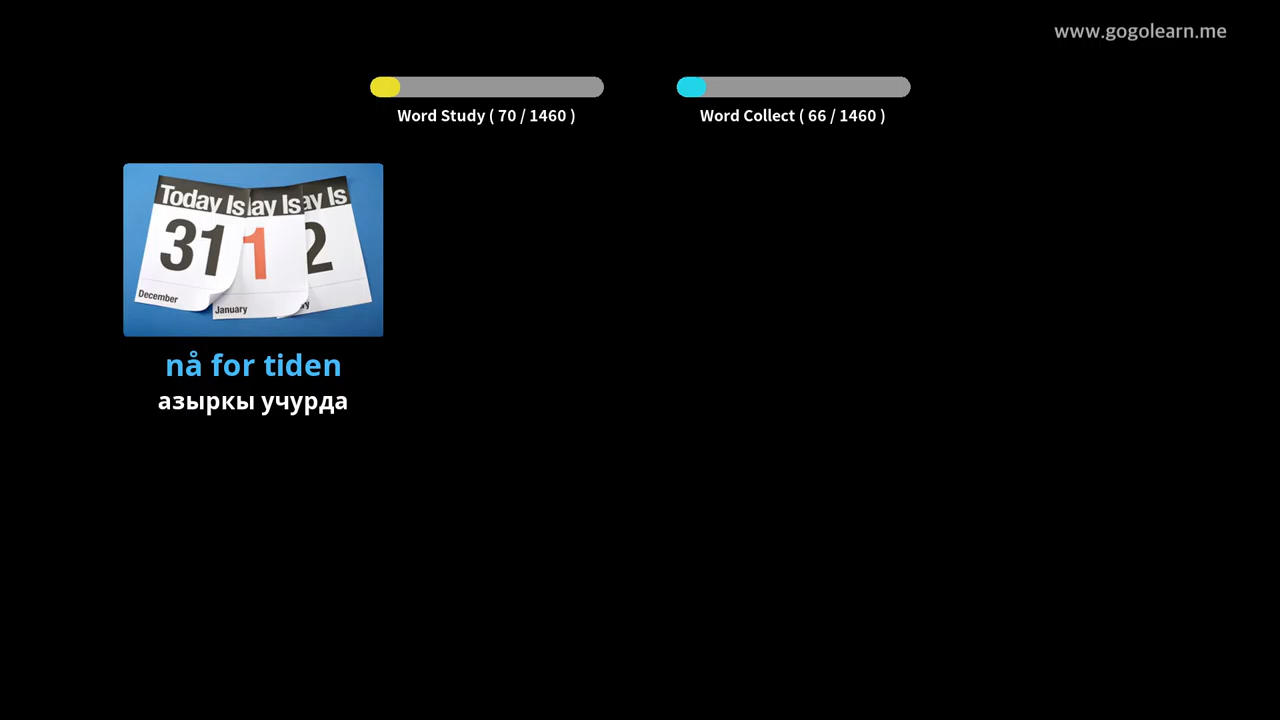 www.gogolearn.me
Word Study ( 70 / 1460 )
Word Collect ( 66 / 1460 )
Today Is ay Is ay Is
31 1 2
December
January
nå for tiden
азыркы учурда